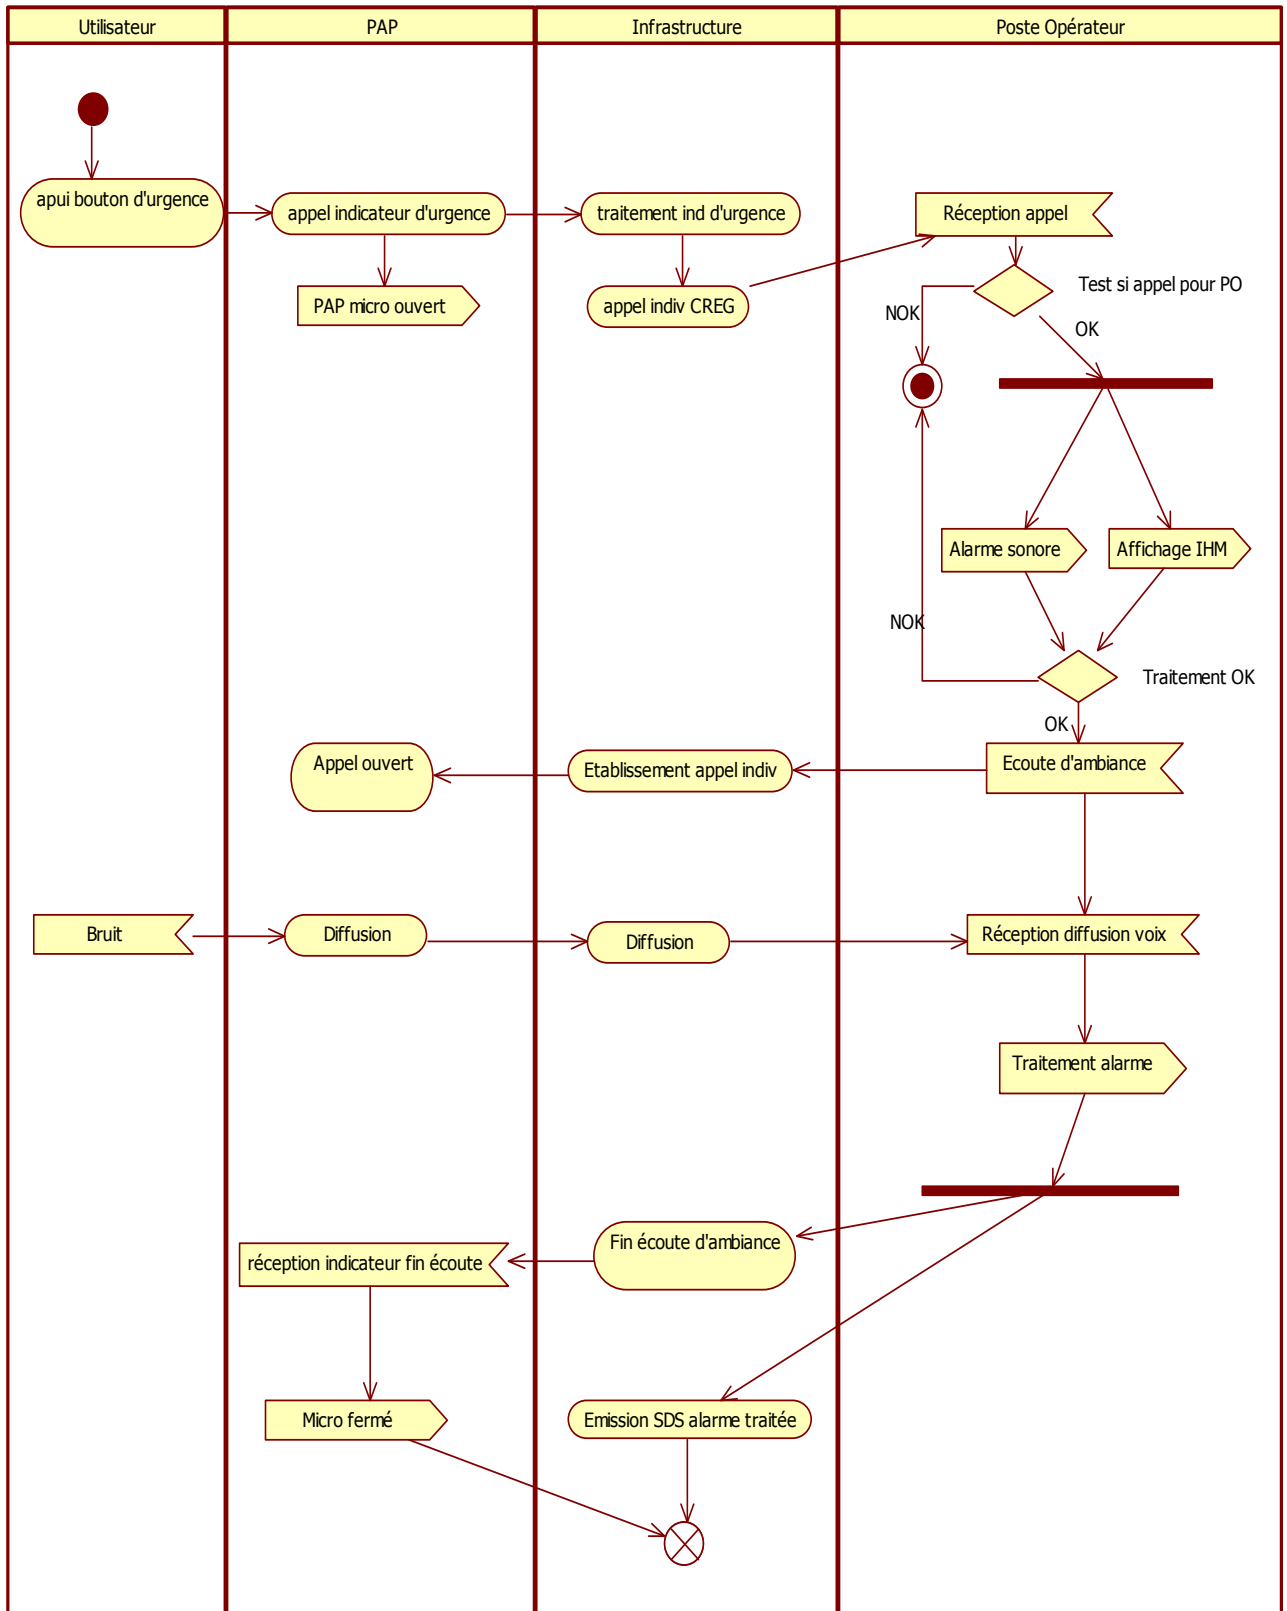 Utilisateur
PAP
Infrastructure
Poste Opérateur
apui bouton d'urgence
appel indicateur d'urgence
traitement ind d'urgence
Réception appel
PAP micro ouvert
appel indiv CREG
Test si appel pour PO
NOK
OK
Alarme sonore
Affichage IHM
NOK
Traitement OK
OK
Appel ouvert
Etablissement appel indiv
Ecoute d'ambiance
Bruit
Diffusion
Diffusion
Réception diffusion voix
Traitement alarme
Fin écoute d'ambiance
réception indicateur fin écoute
Micro fermé
Emission SDS alarme traitée